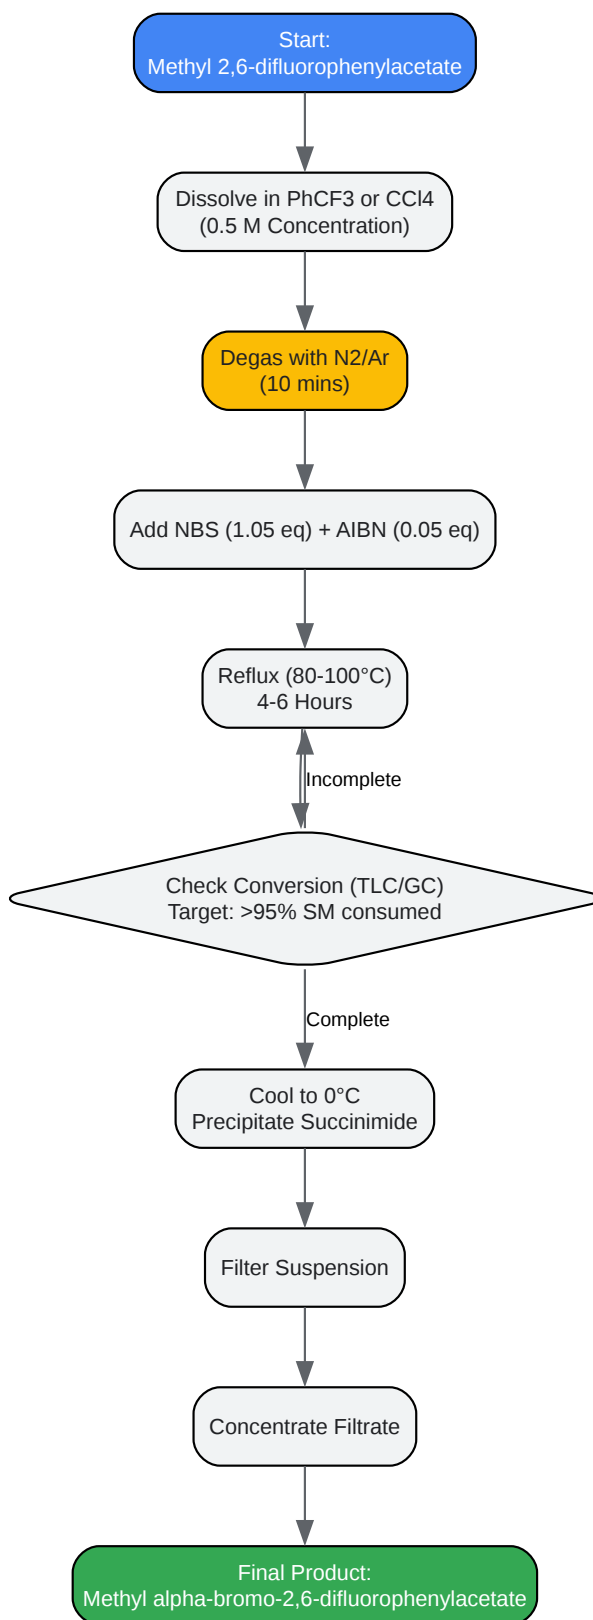 Start:
Methyl 2,6-difluorophenylacetate
Dissolve in PhCF3 or CCl4
(0.5 M Concentration)
Degas with N2/Ar
(10 mins)
Add NBS (1.05 eq) + AIBN (0.05 eq)
Reflux (80-100°C)
4-6 Hours
Incomplete
Check Conversion (TLC/GC)
Target: >95% SM consumed
Complete
Cool to 0°C
Precipitate Succinimide
Filter Suspension
Concentrate Filtrate
Final Product:
Methyl alpha-bromo-2,6-difluorophenylacetate